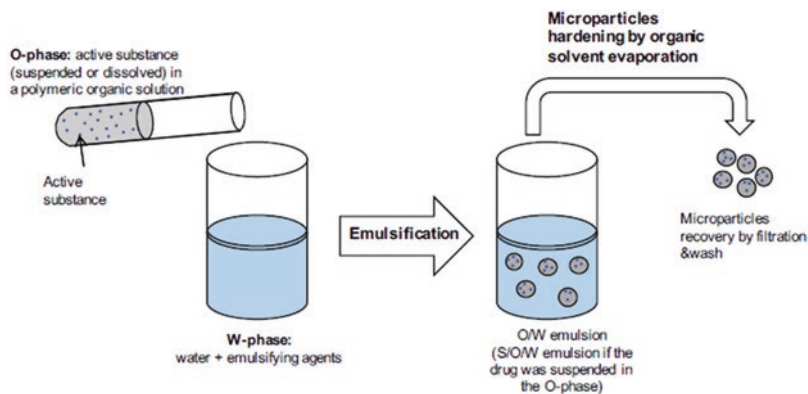 Microparticles
hardening by organic
solvent evaporation
O-phase: active substance
(suspended or dissolved) in
a polymeric organic solution
Active
substance
Emulsification
Microparticles
recovery by filtration
&wash
W-phase:
water + emulsifying agents
O/W emulsion
(S/O/W emulsion if the
drug was suspended in
the O-phase)